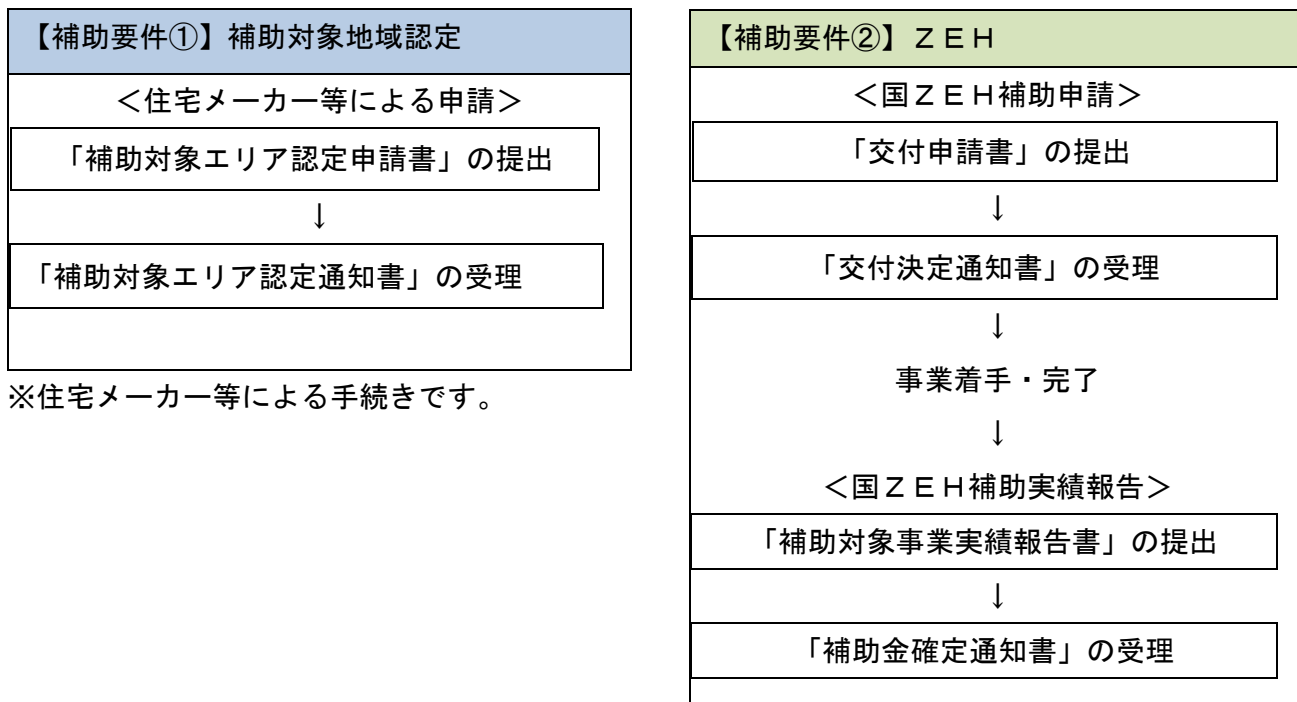 【補助要件①】補助対象地域認定
＜住宅メーカー等による申請＞
「補助対象エリア認定申請書」の提出
↓
「補助対象エリア認定通知書」の受理
※住宅メーカー等による手続きです。
【補助要件②】ＺＥＨ
＜国ＺＥＨ補助申請＞
「交付申請書」の提出
↓
「交付決定通知書」の受理
↓
事業着手・完了
↓
＜国ＺＥＨ補助実績報告＞
「補助対象事業実績報告書」の提出
↓
「補助金確定通知書」の受理